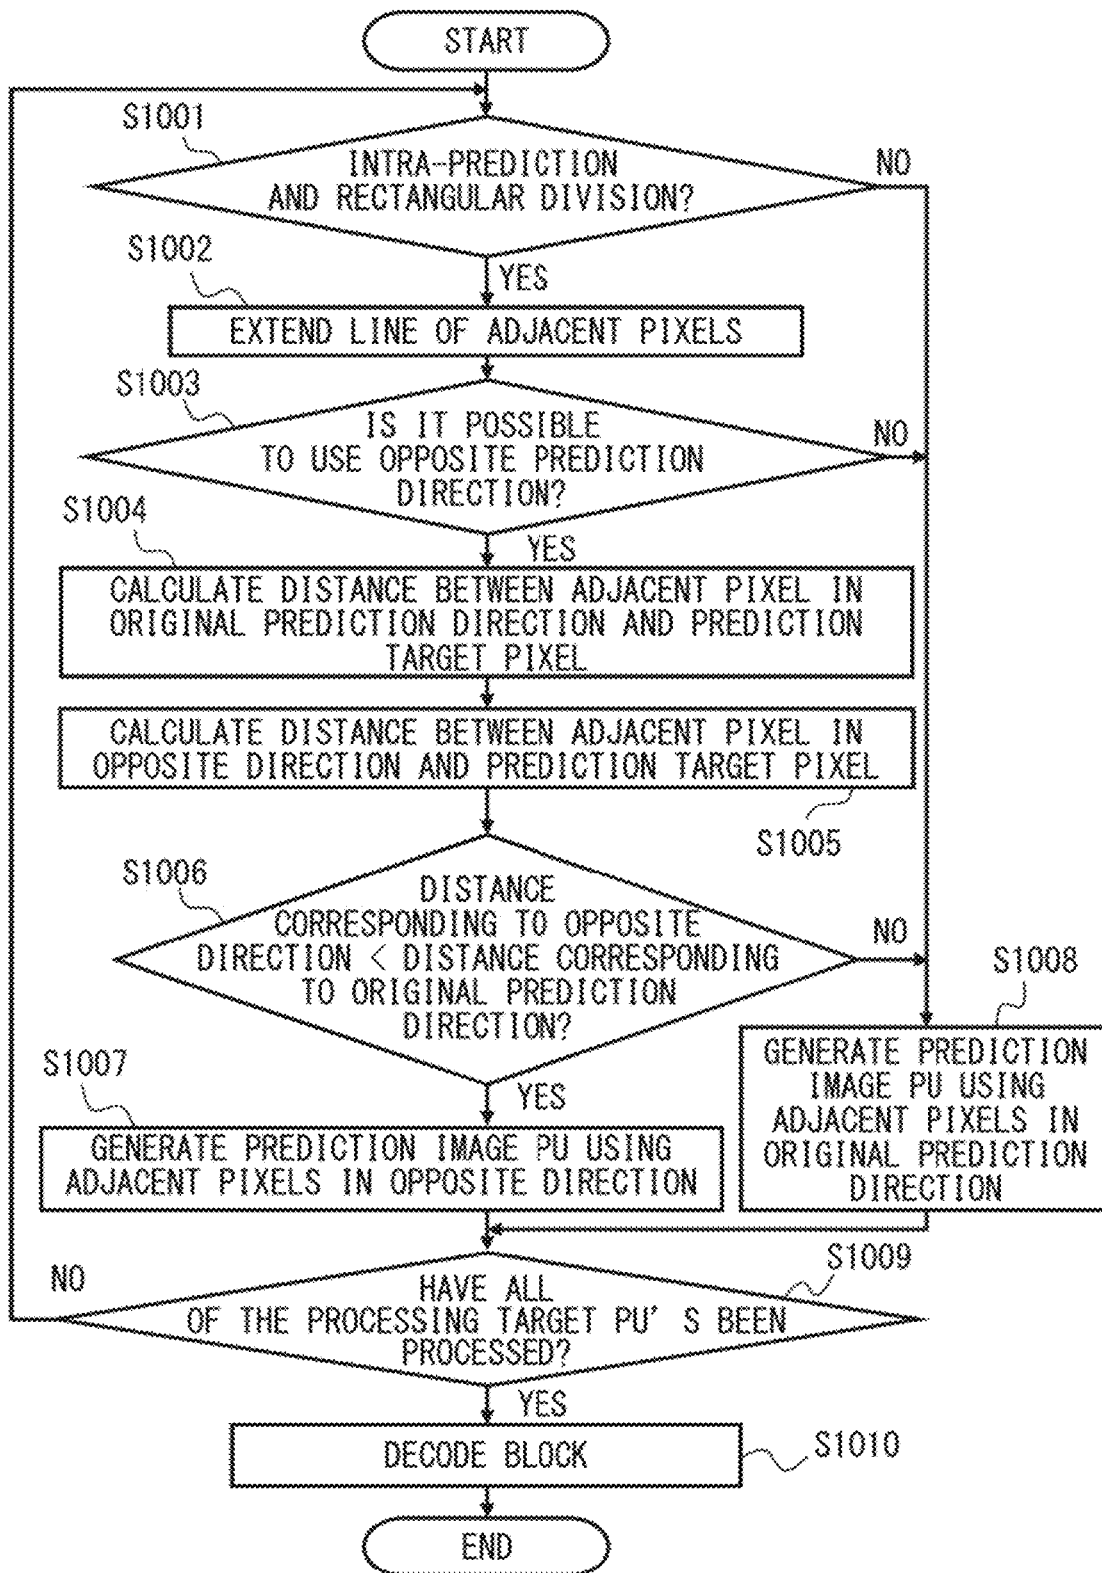 START
S1001
INTRA-PREDICTION
AND RECTANGULAR DIVISION?
NO
S1002
YES
EXTEND LINE OF ADJACENT PIXELS
S1003
IS IT POSSIBLE
TO USE OPPOSITE PREDICTION
DIRECTION?
NO
S1004
YES
CALCULATE DISTANCE BETWEEN ADJACENT PIXEL IN
ORIGINAL PREDICTION DIRECTION AND PREDICTION
TARGET PIXEL
CALCULATE DISTANCE BETWEEN ADJACENT PIXEL IN
OPPOSITE DIRECTION AND PREDICTION TARGET PIXEL
S1005
S1006
DISTANCE
CORRESPONDING TO OPPOSITE
DIRECTION < DISTANCE CORRESPONDING
TO ORIGINAL PREDICTION
DIRECTION?
NO
S1008
GENERATE PREDICTION
IMAGE PU USING
ADJACENT PIXELS IN
ORIGINAL PREDICTION
DIRECTION
S1007
YES
GENERATE PREDICTION IMAGE PU USING
ADJACENT PIXELS IN OPPOSITE DIRECTION
S1009
NO
HAVE ALL
OF THE PROCESSING TARGET PU' S BEEN
PROCESSED?
YES
DECODE BLOCK
S1010
END